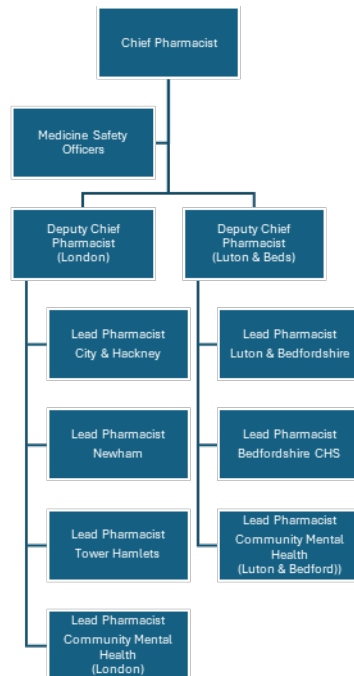 Chief Pharmacist
Medicine Safety
Officers
Deputy Chief
Pharmacist
(London)
Deputy Chief
Pharmacist
(Luton & Beds)
Lead Pharmacist
City & Hackney
Lead Pharmacist
Luton & Bedfordshire
Lead Pharmacist
Newham
Lead Pharmacist
Bedfordshire CHS
Lead Pharmacist
Tower Hamlets
Lead Pharmacist
Community Mental
Health
(Luton & Bedford))
Lead Pharmacist
Community Mental
Health
(London)